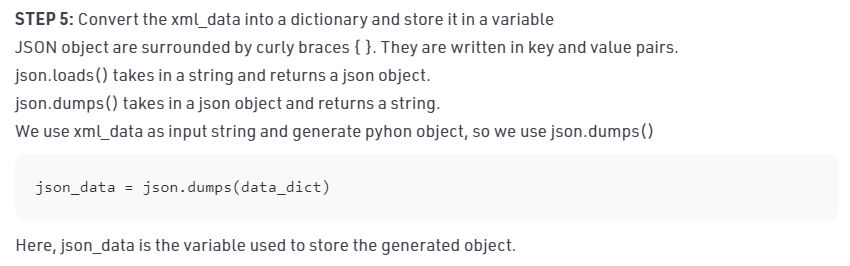 STEP 5: Convert the xml_data into a dictionary and store it in a variable
JSON object are surrounded by curly braces { }. They are written in key and value pairs.
json.loads() takes in a string and returns a json object.
json.dumps() takes in a json object and returns a string.
We use xml_data as input string and generate pyhon object, so we use json.dumps()
json_data = json.dumps(data_dict)
Here, json_data is the variable used to store the generated object.